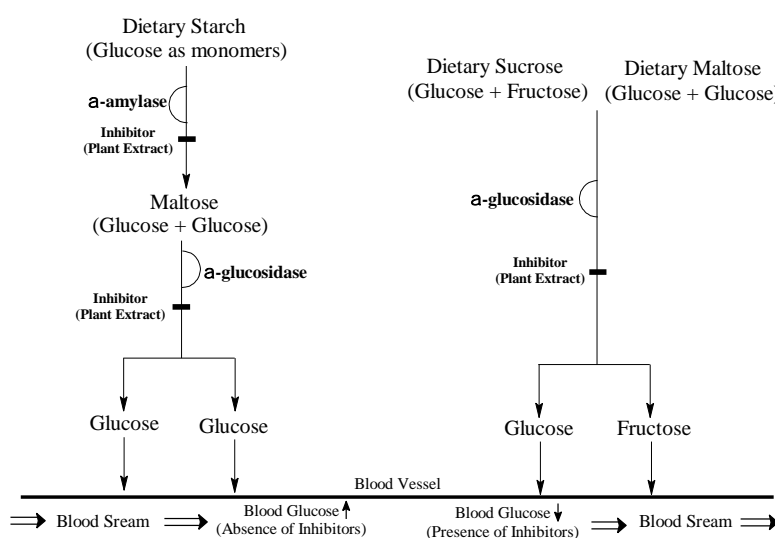 Dietary Starch
(Glucose as monomers)
a-amylase
Inhibitor
(Plant Extract)
Maltose
(Glucose + Glucose)
a-glucosidase
Inhibitor
(Plant Extract)
Glucose
Glucose
Dietary Sucrose
(Glucose + Fructose)
Dietary Maltose
(Glucose + Glucose)
a-glucosidase
Inhibitor
(Plant Extract)
Glucose
Fructose
Blood Vessel
Blood Sream
Blood Glucose
(Absence of Inhibitors)
Blood Glucose
(Presence of Inhibitors)
Blood Sream